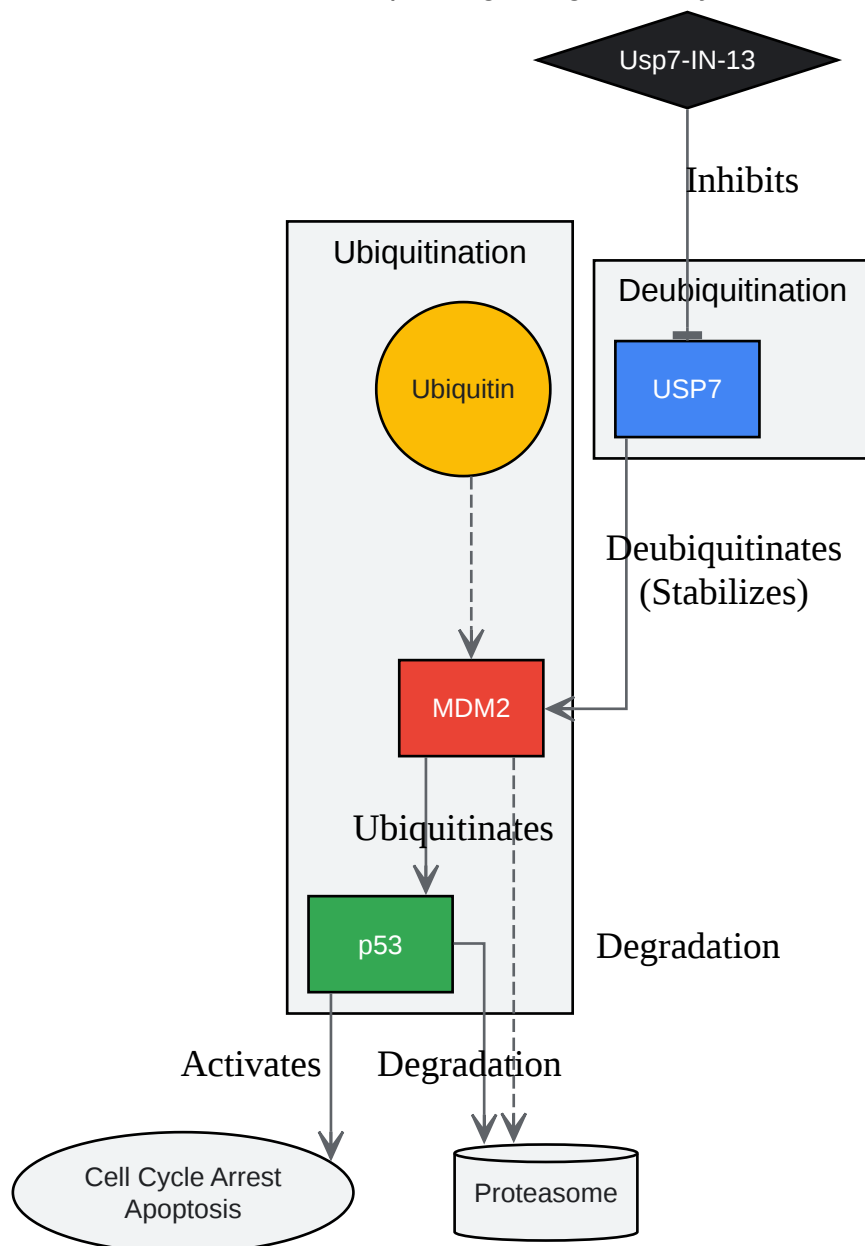 Usp7-IN-13
Inhibits
Ubiquitination
Deubiquitination
Ubiquitin
USP7
Deubiquitinates
(Stabilizes)
MDM2
Ubiquitinates
p53
Degradation
Activates
Degradation
Cell Cycle Arrest
Apoptosis
Proteasome